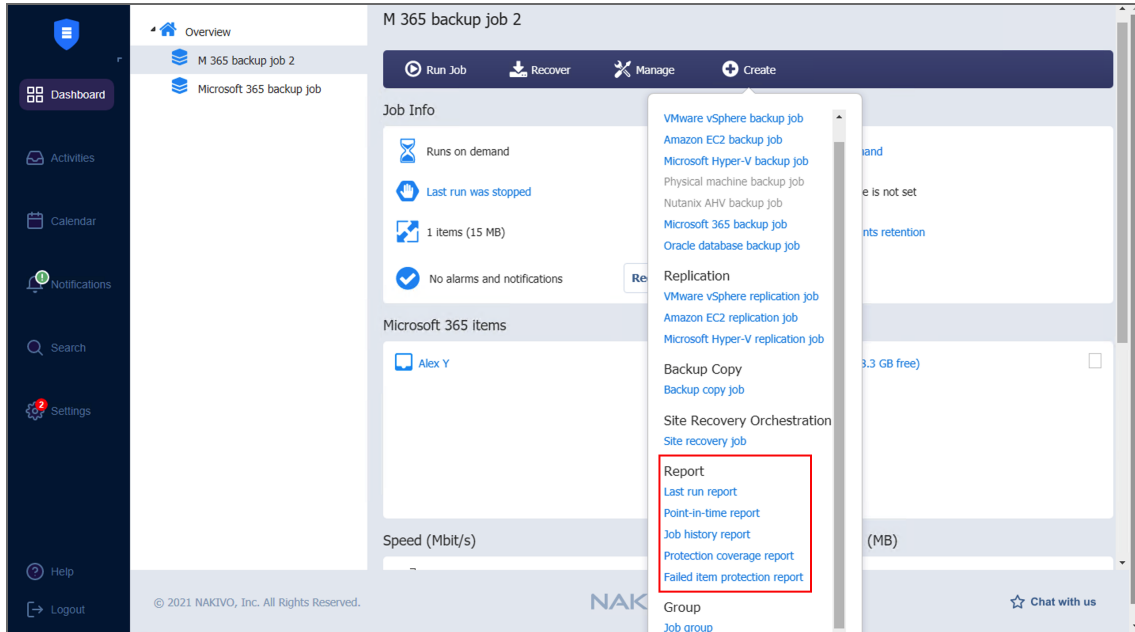 Overview
M 365 backup job 2
Microsoft 365 backup job
Dashboard
Activities
Calendar
Notifications
Search
2
Settings
Help
Logout
M 365 backup job 2
Run Job
Recover
Manage
Create
Job Info
Runs on demand
Last run was stopped
1 items (15 MB)
No alarms and notifications
e is not set
nts retention
Microsoft 365 items
Alex Y
.3 GB free)
Speed (Mbit/s)
(MB)
VMware vSphere backup job
Amazon EC2 backup job
Microsoft Hyper-V backup job
Physical machine backup job
Nutanix AHV backup job
Microsoft 365 backup job
Oracle database backup job
Replication
VMware vSphere replication job
Amazon EC2 replication job
Microsoft Hyper-V replication job
Backup Copy
Backup copy job
Site Recovery Orchestration
Site recovery job
Report
Last run report
Point-in-time report
Job history report
Protection coverage report
Failed item protection report
Group
Job group
© 2021 NAKIVO, Inc. All Rights Reserved.
NAK
Chat with us